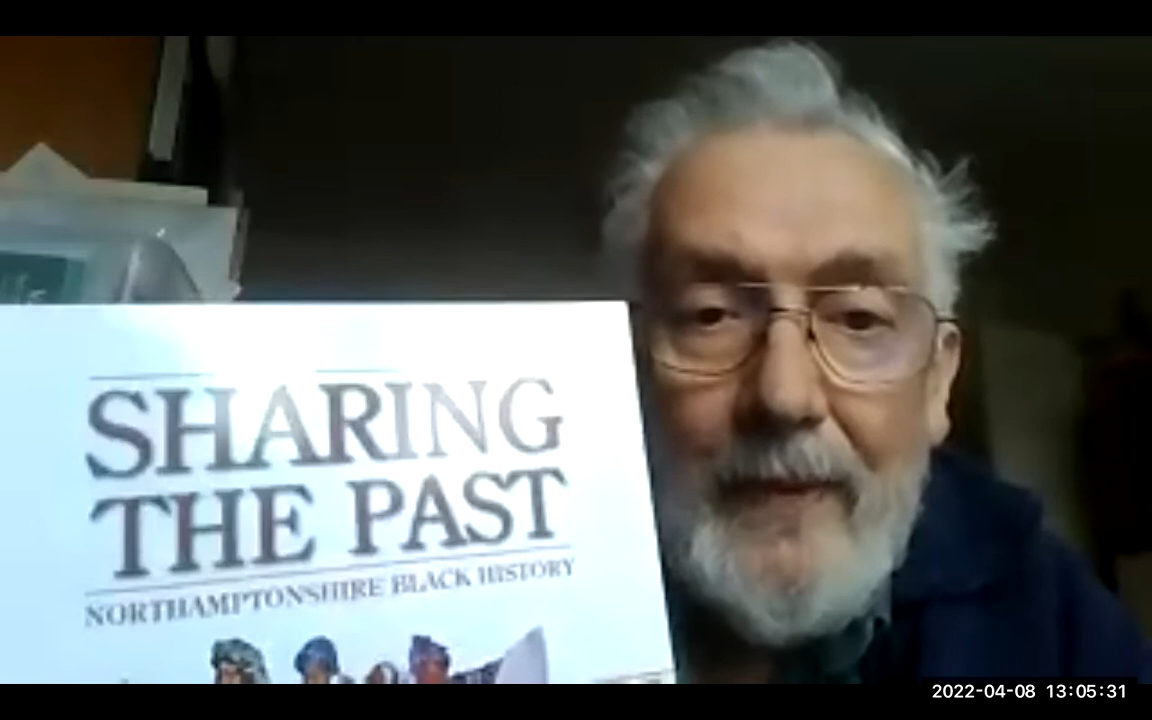 SHARING
THE PAST
NORTHAMPTONSHIRE BLACK HISTORY
2022-04-08 13:05:31